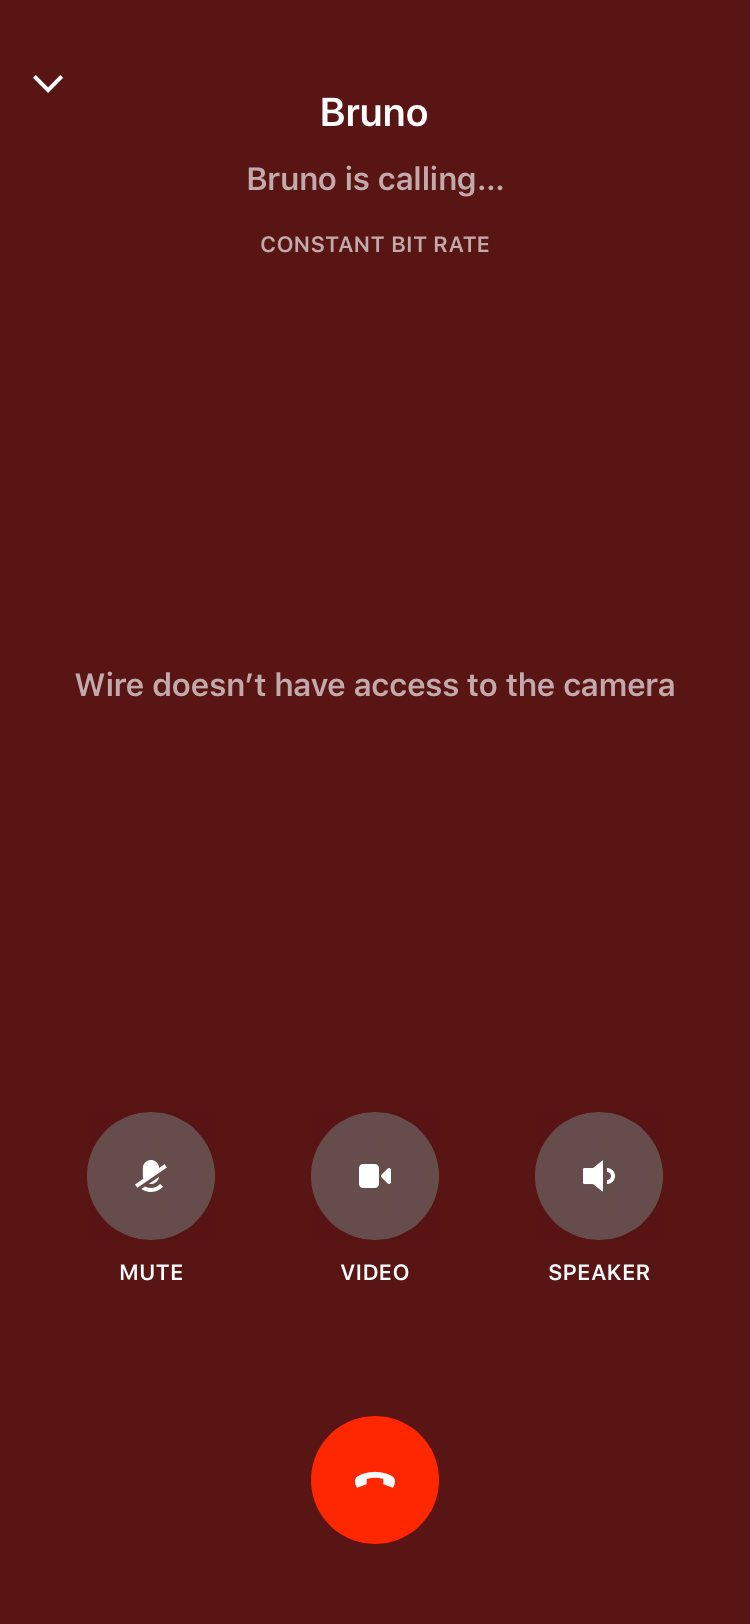 Bruno
Bruno is calling...
CONSTANT BIT RATE
Wire doesn’t have access to the camera
MUTE
VIDEO
SPEAKER